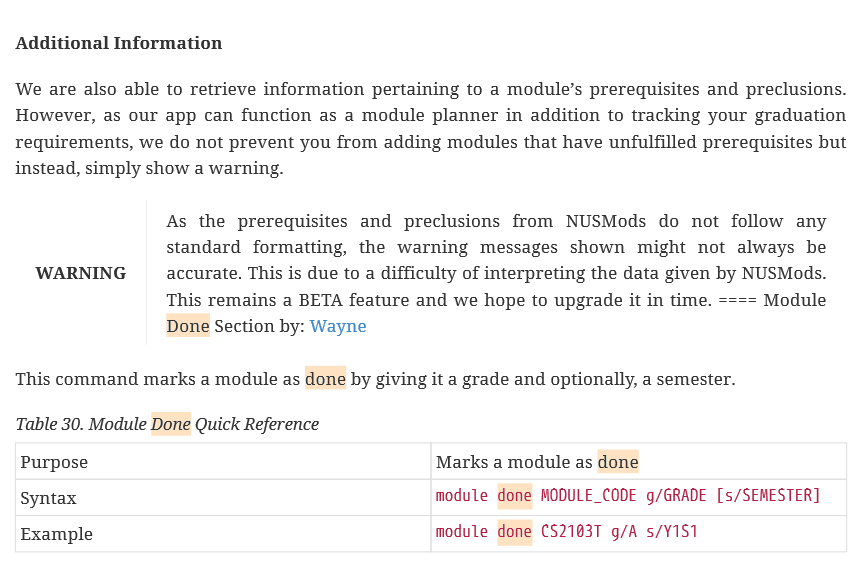 Additional Information
We are also able to retrieve information pertaining to a module’s prerequisites and preclusions.
However, as our app can function as a module planner in addition to tracking your graduation
requirements, we do not prevent you from adding modules that have unfulfilled prerequisites but
instead, simply show a warning.
WARNING
As the prerequisites and preclusions from NUSMods do not follow any
standard formatting, the warning messages shown might not always be
accurate. This is due to a difficulty of interpreting the data given by NUSMods.
This remains a BETA feature and we hope to upgrade it in time. ==== Module
Done Section by: Wayne
This command marks a module as done by giving it a grade and optionally, a semester.
Table 30. Module Done Quick Reference
Purpose Marks a module as done
Syntax module done MODULE_CODE g/GRADE [s/SEMESTER]
Example module done CS2103T g/A s/Y1S1